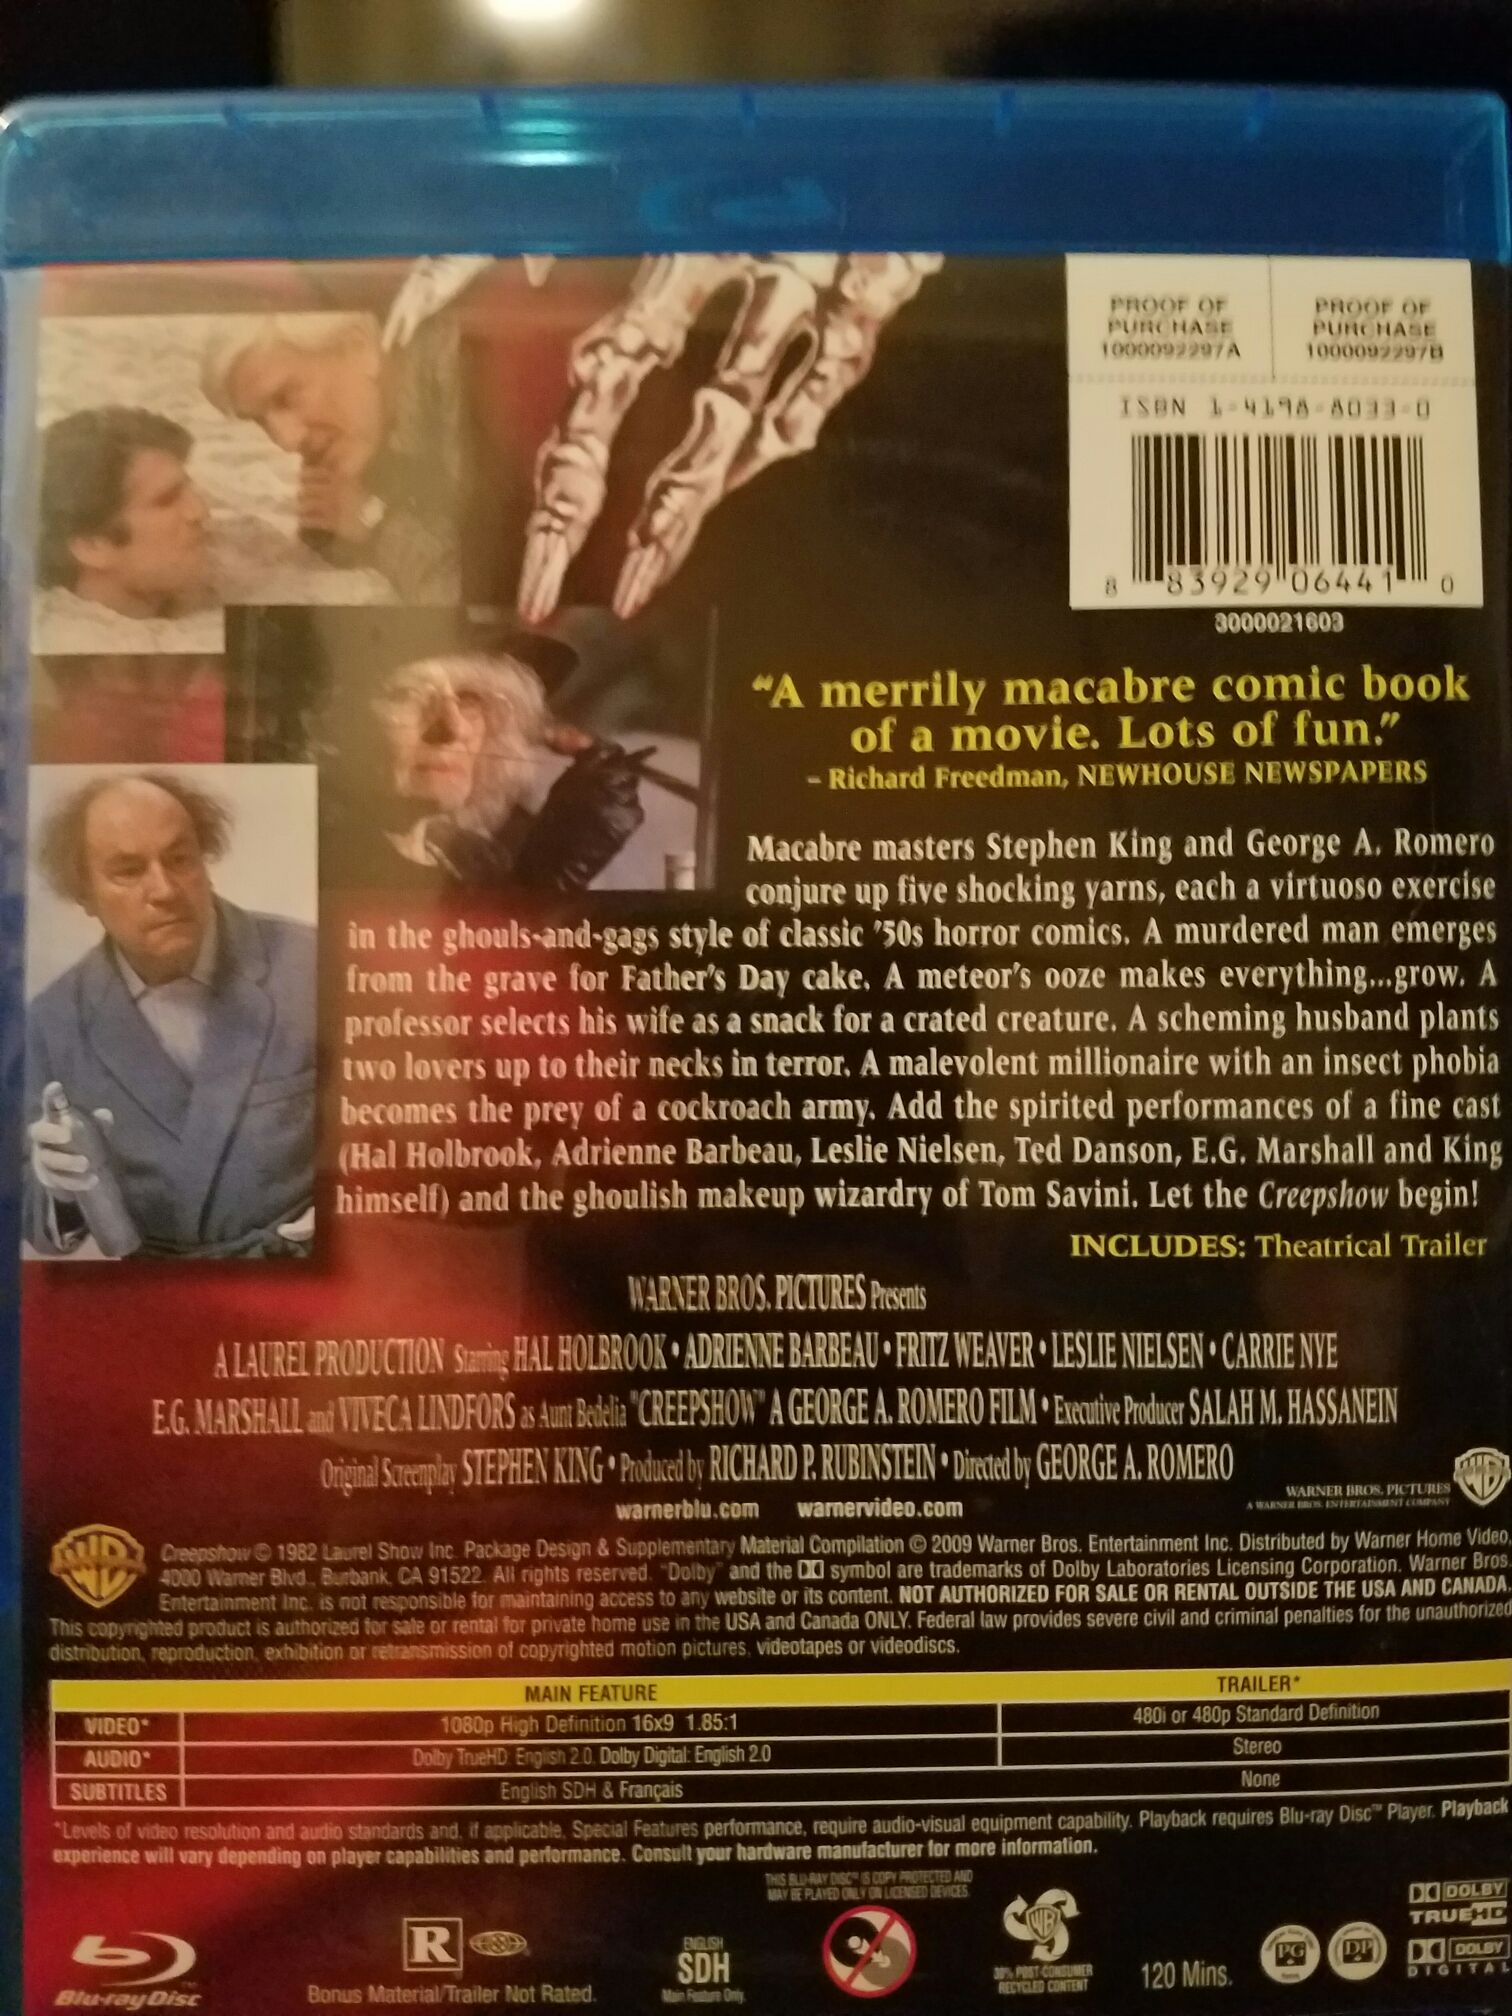 PROOF OF
PURCHASE
1000092297A
PROOF OF
PURCHASE
1000092297B
ISBN 1-4198-8033-0
8 83929 06441 0
3000021603
“A merrily macabre comic book
of a movie. Lots of fun.”
– Richard Freedman, NEWHOUSE NEWSPAPERS
Macabre masters Stephen King and George A. Romero
conjure up five shocking yarns, each a virtuoso exercise
in the ghouls-and-gags style of classic ’50s horror comics. A murdered man emerges
from the grave for Father’s Day cake. A meteor’s ooze makes everything...grow. A
professor selects his wife as a snack for a crated creature. A scheming husband plants
two lovers up to their necks in terror. A malevolent millionaire with an insect phobia
becomes the prey of a cockroach army. Add the spirited performances of a fine cast
(Hal Holbrook, Adrienne Barbeau, Leslie Nielsen, Ted Danson, E.G. Marshall and King
himself) and the ghoulish makeup wizardry of Tom Savini. Let the Creepshow begin!
INCLUDES: Theatrical Trailer
WARNER BROS. PICTURES Presents
A LAUREL PRODUCTION Starring HAL HOLBROOK • ADRIENNE BARBEAU • FRITZ WEAVER • LESLIE NIELSEN • CARRIE NYE
E.G. MARSHALL and VIVECA LINDFORS as Aunt Bedelia "CREEPSHOW" A GEORGE A. ROMERO FILM • Executive Producer SALAH M. HASSANEIN
Original Screenplay STEPHEN KING • Produced by RICHARD P. RUBINSTEIN • Directed by GEORGE A. ROMERO
warnerblu.com warnervideo.com
WARNER BROS. PICTURES
A WARNER BROS. ENTERTAINMENT COMPANY
Creepshow © 1982 Laurel Show Inc. Package Design & Supplementary Material Compilation © 2009 Warner Bros. Entertainment Inc. Distributed by Warner Home Video,
4000 Warner Blvd., Burbank, CA 91522. All rights reserved. "Dolby" and the DD symbol are trademarks of Dolby Laboratories Licensing Corporation. Warner Bros.
Entertainment Inc. is not responsible for maintaining access to any website or its content. NOT AUTHORIZED FOR SALE OR RENTAL OUTSIDE THE USA AND CANADA.
This copyrighted product is authorized for sale or rental for private home use in the USA and Canada ONLY. Federal law provides severe civil and criminal penalties for the unauthorized
distribution, reproduction, exhibition or retransmission of copyrighted motion pictures, videotapes or videodiscs.
MAIN FEATURE TRAILER*
VIDEO* 1080p High Definition 16x9 1.85:1 480i or 480p Standard Definition
AUDIO* Dolby TrueHD: English 2.0, Dolby Digital: English 2.0 Stereo
SUBTITLES English SDH & Français None
*Levels of video resolution and audio standards and, if applicable, Special Features performance, require audio-visual equipment capability. Playback requires Blu-ray Disc™ Player. Playback
experience will vary depending on player capabilities and performance. Consult your hardware manufacturer for more information.
THIS BLU-RAY DISC™ IS COPY PROTECTED AND
MAY BE PLAYED ONLY ON LICENSED DEVICES.
Blu-ray Disc™
R
Bonus Material/Trailer Not Rated.
ENGLISH
SDH
Main Feature Only
WB
30% POST-CONSUMER
RECYCLED CONTENT
120 Mins.
PG
DP
DOLBY
TRUEHD
DOLBY
DIGITAL